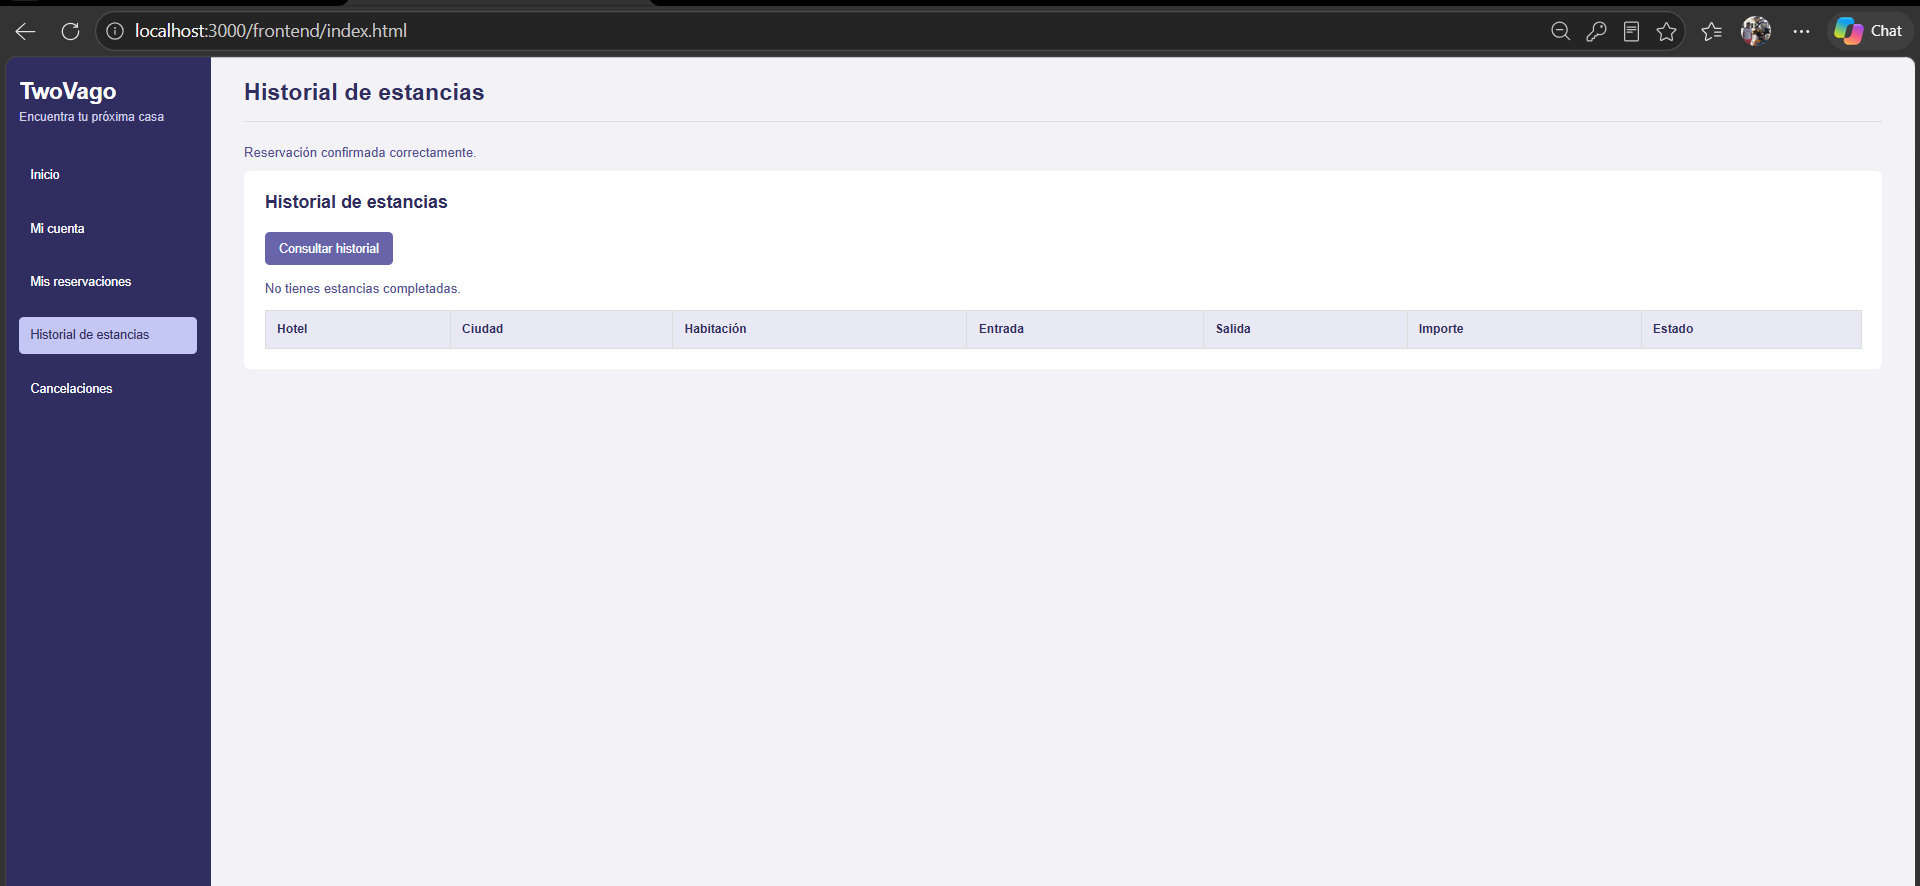 localhost:3000/frontend/index.html
Chat
TwoVago
Encuentra tu próxima casa
Inicio
Mi cuenta
Mis reservaciones
Historial de estancias
Cancelaciones
Historial de estancias
Reservación confirmada correctamente.
Historial de estancias
Consultar historial
No tienes estancias completadas.
Hotel Ciudad Habitación Entrada Salida Importe Estado